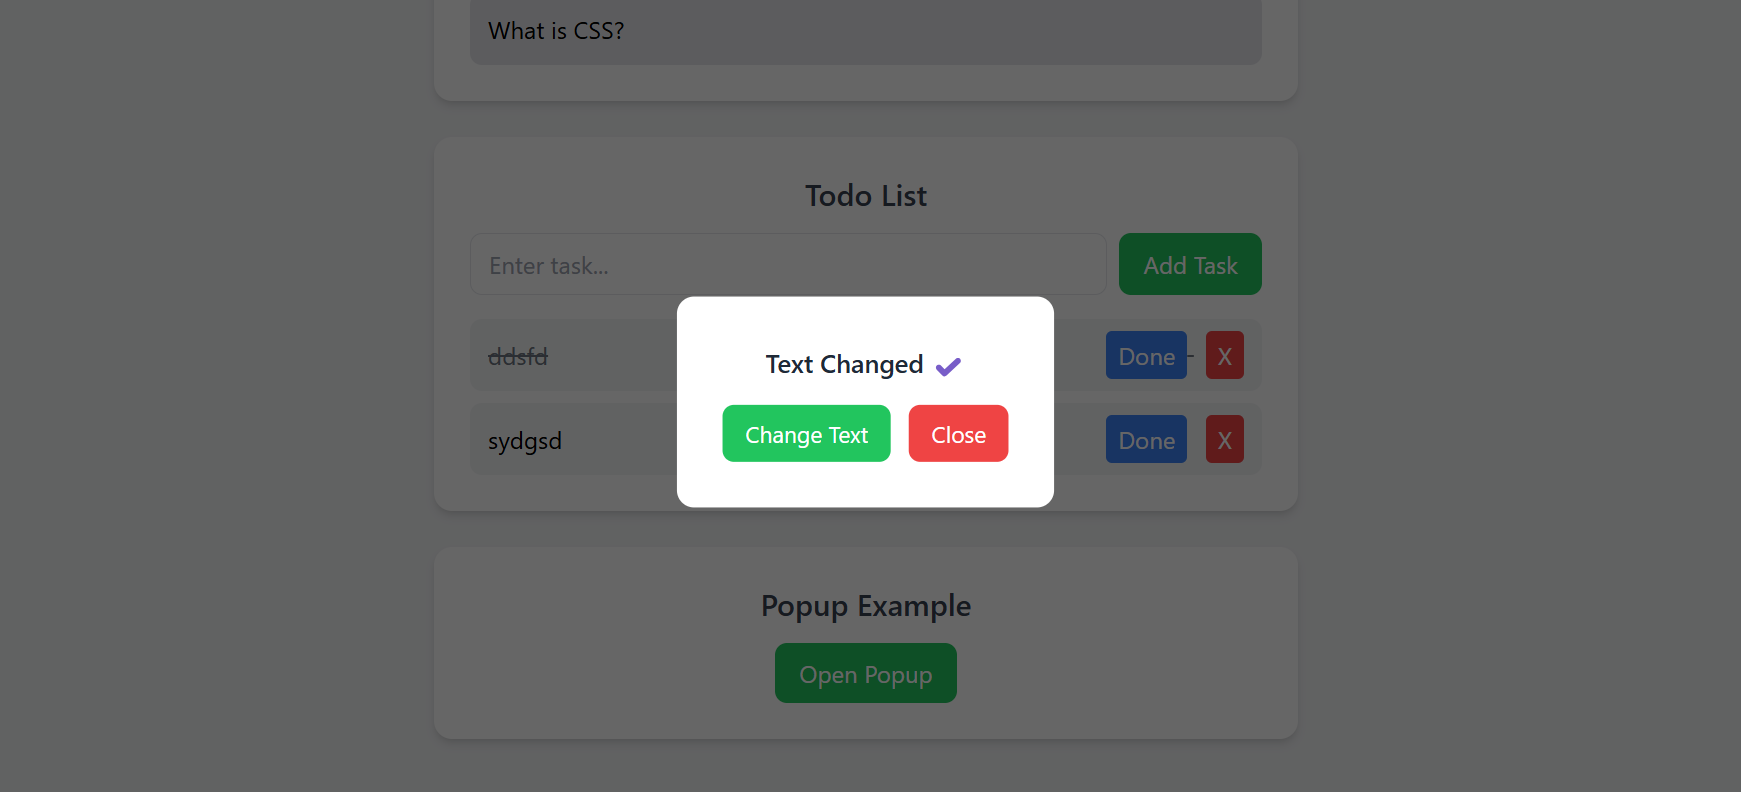 What is CSS?
Todo List
Enter task...
Add Task
ddsfd
Done
X
Text Changed ✔
Change Text
Close
sydgsd
Done
X
Popup Example
Open Popup